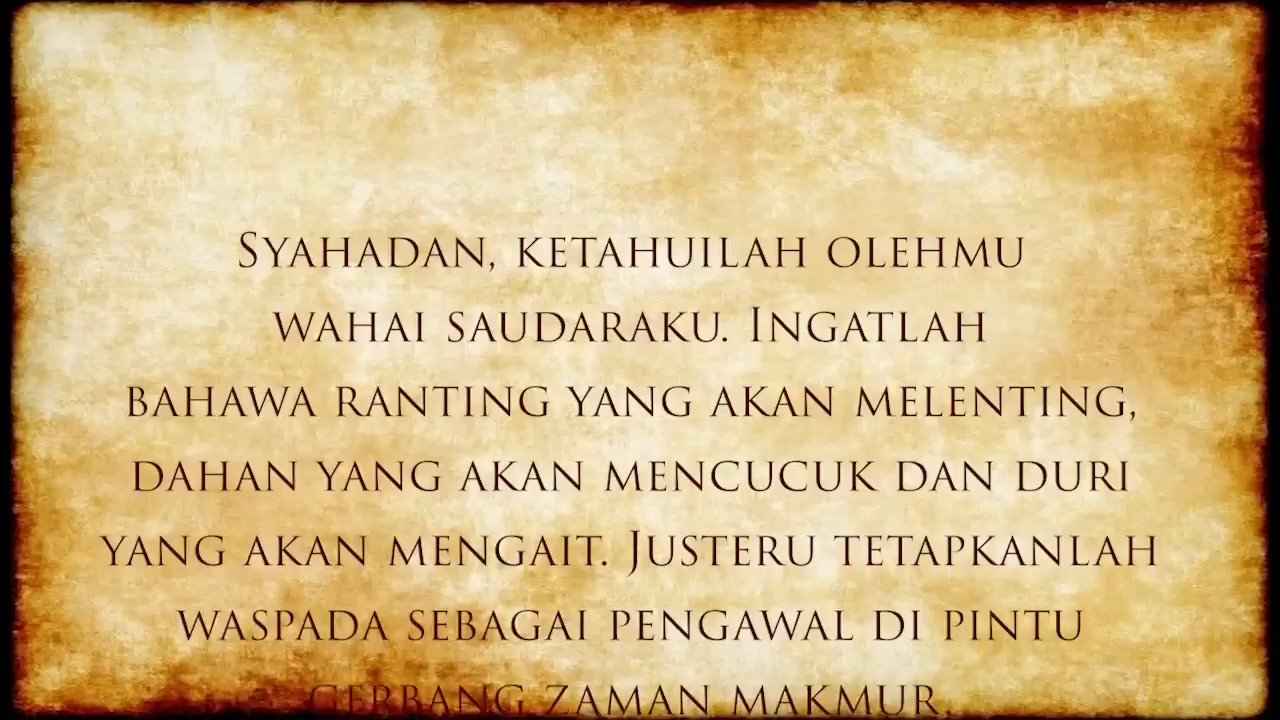 Syahadan, ketahuilah olehmu
wahai saudaraku. Ingatlah
bahawa ranting yang akan melenting,
dahan yang akan mencucuk dan duri
yang akan mengait. Justeru tetapkanlah
waspada sebagai pengawal di pintu
gerbang zaman makmur.